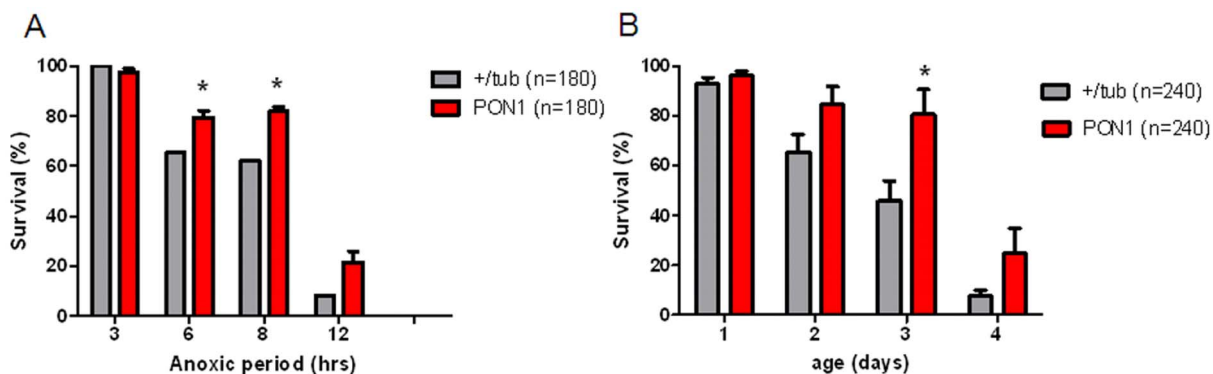 A
B
100
80
60
40
20
0
Survival (%)
*
*
3
6
8
12
Anoxic period (hrs)
+/tub (n=180)
PON1 (n=180)
100
80
60
40
20
0
Survival (%)
*
1
2
3
4
age (days)
+/tub (n=240)
PON1 (n=240)